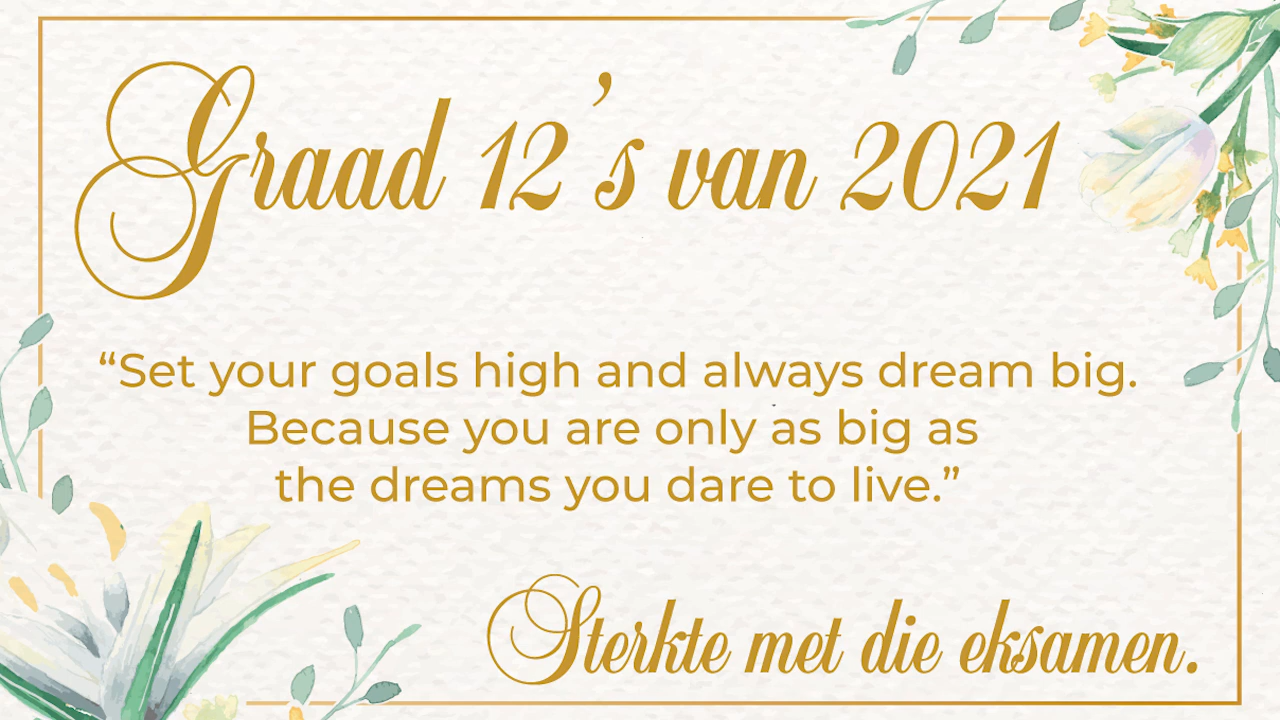 Graad 12's van 2021
“Set your goals high and always dream big.
Because you are only as big as
the dreams you dare to live.”
Sterkte met die eksamen.